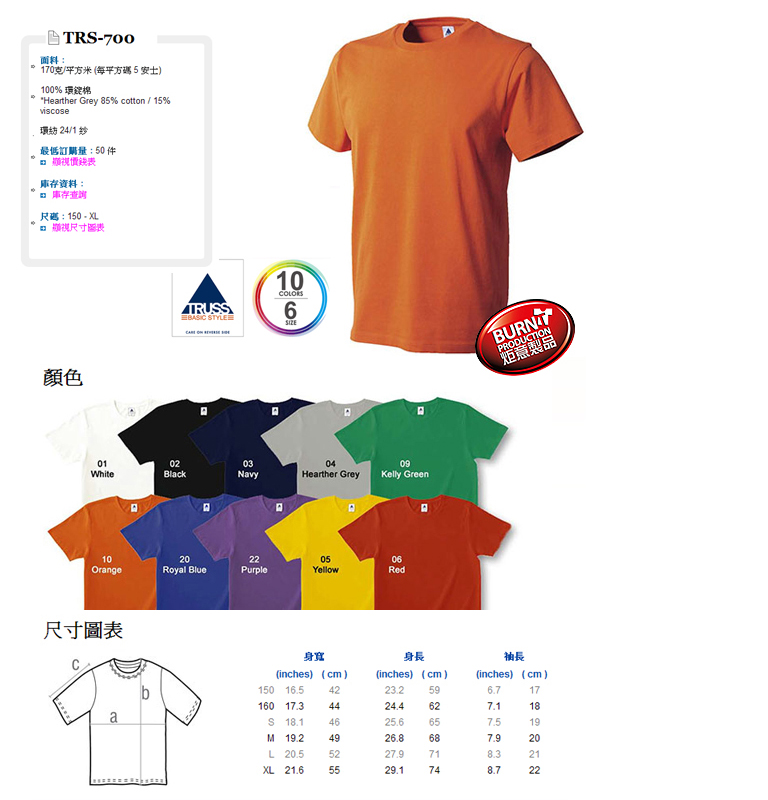 TRS-700
面料：
170克/平方米 (每平方碼 5 安士)
100% 環錠棉
*Hearther Grey 85% cotton / 15%
viscose
環紡 24/1 紗
最低訂購量：50 件
顯視價錢表
庫存資料：
庫存查詢
尺碼：150 - XL
顯視尺寸圖表
TRUSS
BASIC STYLE
CARE ON REVERSE SIDE
10
COLORS
6
SIZE
BURNIT
PRODUCTION
炬意製品
顏色
01 02 03 04 09
White Black Navy Hearther Grey Kelly Green
10 20 22 05 06
Orange Royal Blue Purple Yellow Red
尺寸圖表
c
b
a
身寬 身長 袖長
(inches) ( cm ) (inches) ( cm ) (inches) ( cm )
150 16.5 42 23.2 59 6.7 17
160 17.3 44 24.4 62 7.1 18
S 18.1 46 25.6 65 7.5 19
M 19.2 49 26.8 68 7.9 20
L 20.5 52 27.9 71 8.3 21
XL 21.6 55 29.1 74 8.7 22